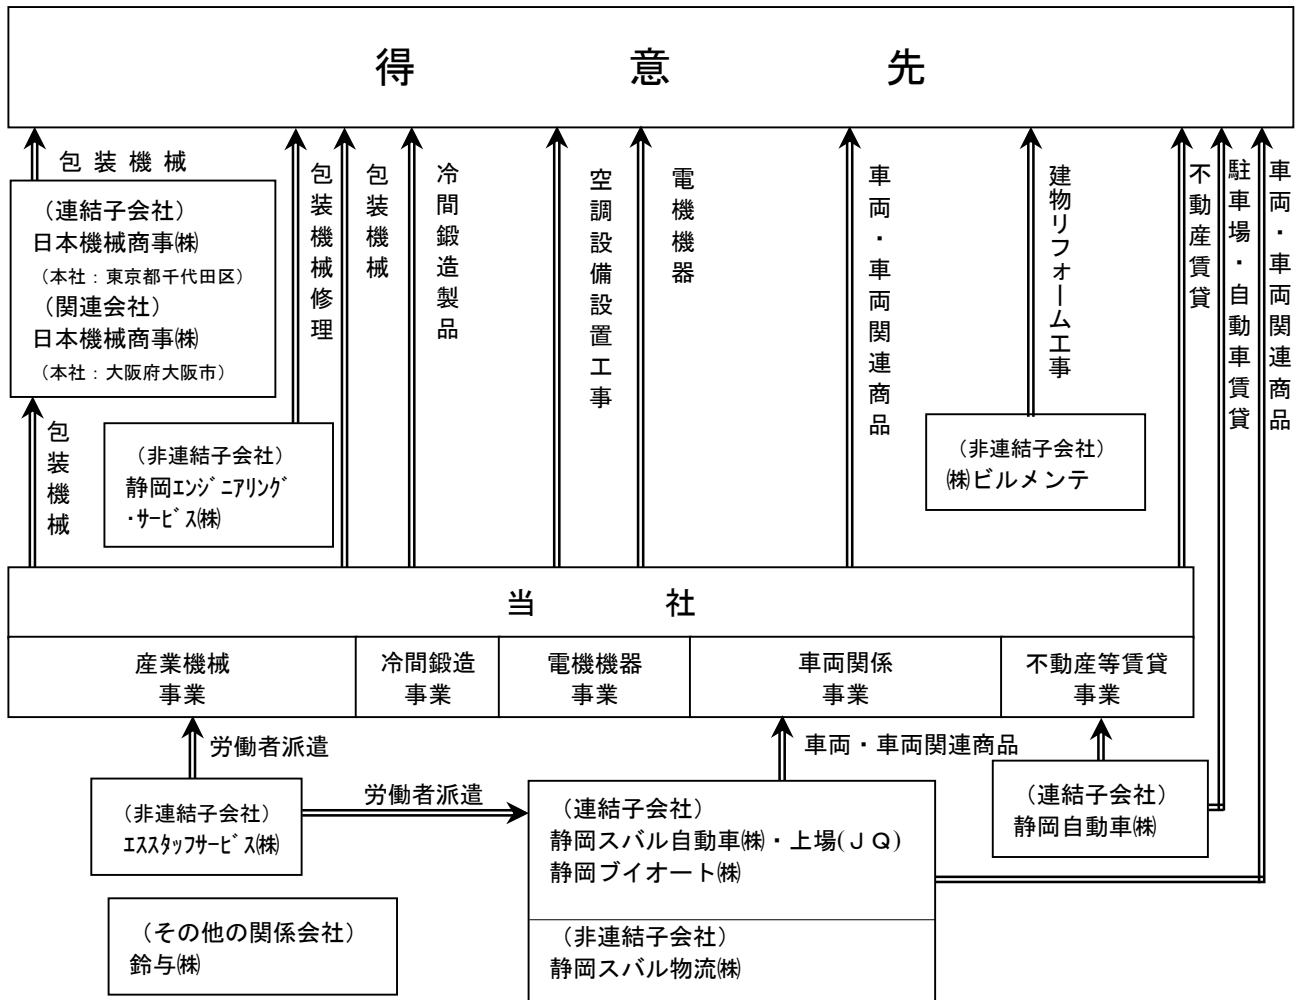 得意先
包装機械
（連結子会社）
日本機械商事㈱
（本社：東京都千代田区）
（関連会社）
日本機械商事㈱
（本社：大阪府大阪市）
包装機械修理
包装機械
冷間鍛造製品
空調設備設置工事
電機機器
車両・車両関連商品
建物リフォーム工事
不動産賃貸
駐車場・自動車賃貸
車両・車両関連商品
包装機械
（非連結子会社）
静岡ｴﾝｼﾞﾆｱﾘﾝｸﾞ
・ｻｰﾋﾞｽ㈱
（非連結子会社）
㈱ビルメンテ
当社
産業機械
事業
冷間鍛造
事業
電機機器
事業
車両関係
事業
不動産等賃貸
事業
労働者派遣
車両・車両関連商品
（非連結子会社）
ｴｽｽﾀｯﾌｻｰﾋﾞｽ㈱
労働者派遣
（連結子会社）
静岡スバル自動車㈱・上場(ＪＱ)
静岡ブイオート㈱
（連結子会社）
静岡自動車㈱
（その他の関係会社）
鈴与㈱
（非連結子会社）
静岡スバル物流㈱